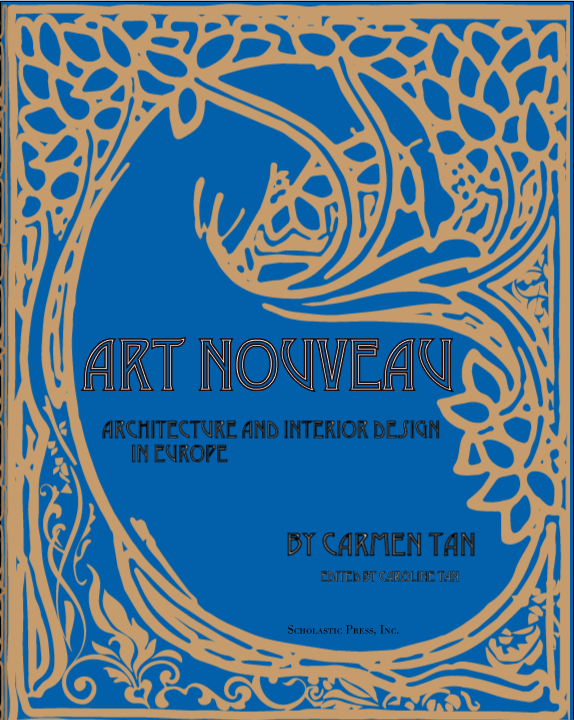 ART NOUVEAU
ARCHITECTURE AND INTERIOR DESIGN
IN EUROPE
BY CARMEN TAN
EDITED BY CAROLINE TAN
Scholastic Press, Inc.